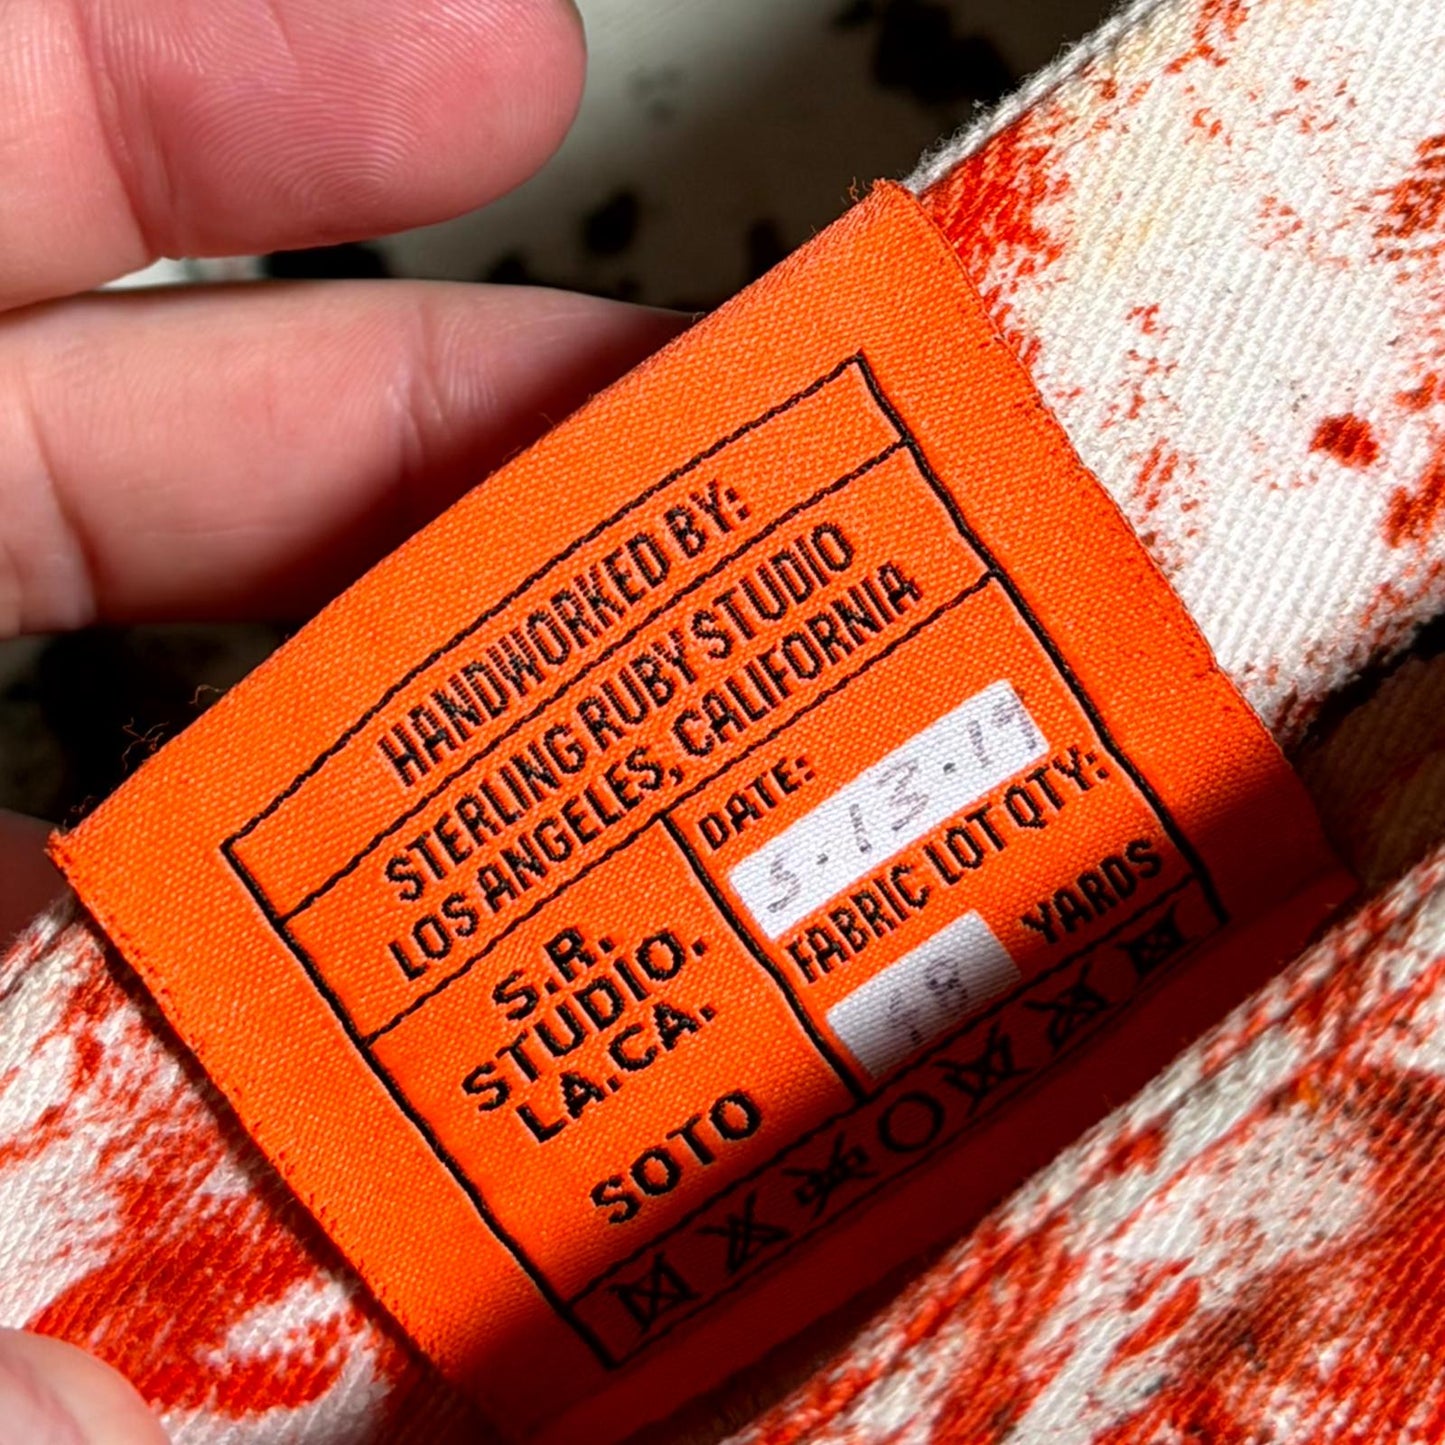 HANDWORKED BY:
STERLING RUBY STUDIO
LOS ANGELES, CALIFORNIA
S.R.
STUDIO.
LA.CA.
SOTO
DATE:
FABRIC LOT QTY:
YARDS